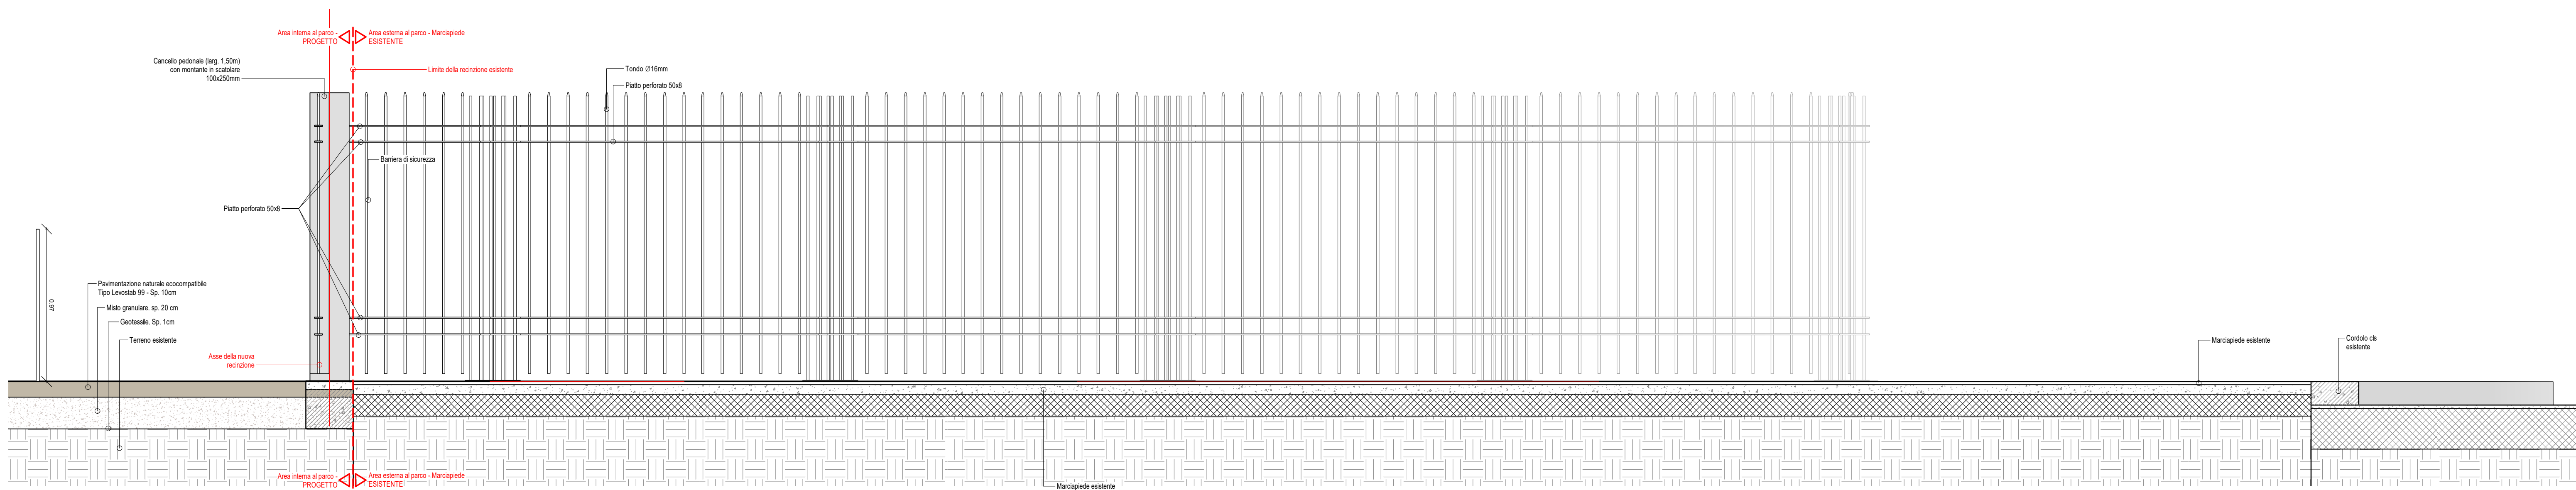 Area interna al parco -
PROGETTO
Area esterna al parco - Marciapiede
ESISTENTE
Cancello pedonale (larg. 1,50m)
con montante in scatolare
100x250mm
Limite della recinzione esistente
Tondo ∅16mm
Piatto perforato 50x8
Barriera di sicurezza
Piatto perforato 50x8
0.97
Pavimentazione naturale ecocompatibile
Tipo Levostab 99 - Sp. 10cm
Misto granulare. sp. 20 cm
Geotessile. Sp. 1cm
Terreno esistente
Asse della nuova
recinzione
Marciapiede esistente
Cordolo cls
esistente
Area interna al parco -
PROGETTO
Area esterna al parco - Marciapiede
ESISTENTE
Marciapiede esistente